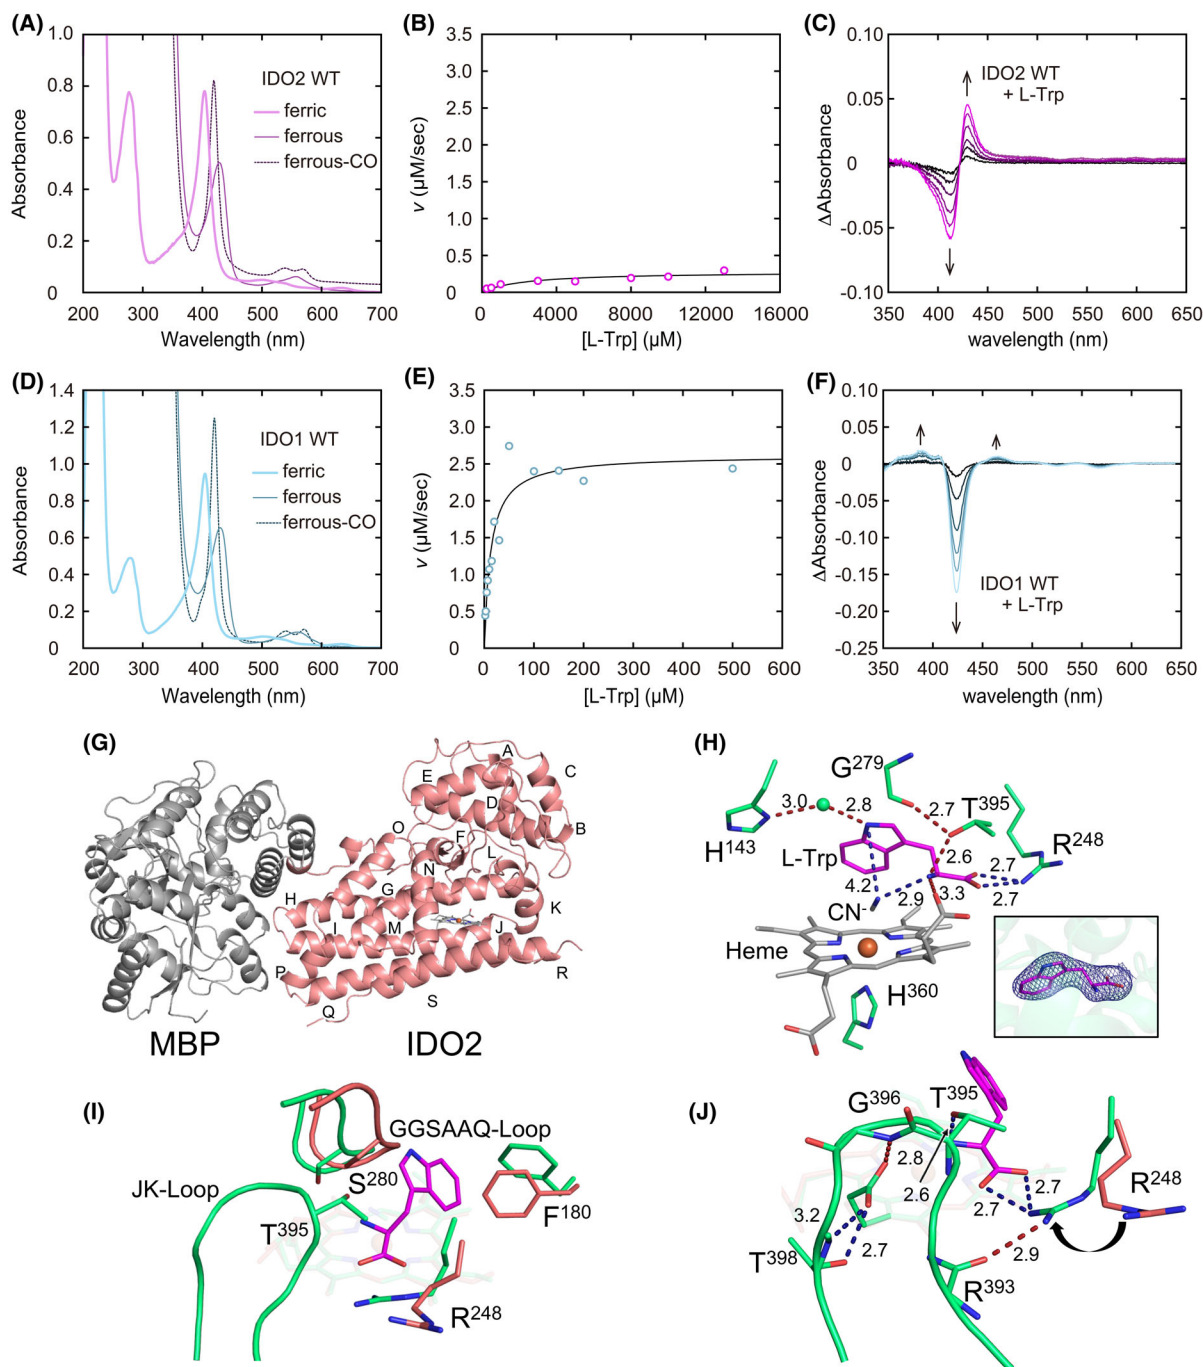 (A)
1.0
0.8
0.6
0.4
0.2
0
Absorbance
IDO2 WT
ferric
ferrous
ferrous-CO
200 300 400 500 600 700
Wavelength (nm)
(B)
3.5
3.0
2.5
2.0
1.5
1.0
0.5
0
v (µM/sec)
0 4000 8000 12000 16000
[L-Trp] (µM)
(C)
0.10
0.05
0
-0.05
-0.10
ΔAbsorbance
IDO2 WT
+ L-Trp
350 400 450 500 550 600 650
wavelength (nm)
(D)
1.4
1.2
1.0
0.8
0.6
0.4
0.2
0
Absorbance
IDO1 WT
ferric
ferrous
ferrous-CO
200 300 400 500 600 700
Wavelength (nm)
(E)
3.5
3.0
2.5
2.0
1.5
1.0
0.5
0
v (µM/sec)
0 100 200 300 400 500 600
[L-Trp] (µM)
(F)
0.10
0.05
0
-0.05
-0.10
-0.15
-0.20
-0.25
ΔAbsorbance
IDO1 WT
+ L-Trp
350 400 450 500 550 600 650
wavelength (nm)
(G)
A
E
C
D
B
O
F
L
N
H
G
K
I
M
J
P
R
S
Q
MBP
IDO2
(H)
G279
3.0
2.8
2.7
T395
H143
R248
L-Trp
2.6
2.7
4.2
2.9
3.3
2.7
CN-
Heme
H360
(I)
GGSAAQ-Loop
JK-Loop
S280
T395
F180
R248
(J)
G396
T395
2.8
2.6
2.7
R248
2.7
3.2
2.7
2.9
T398
R393